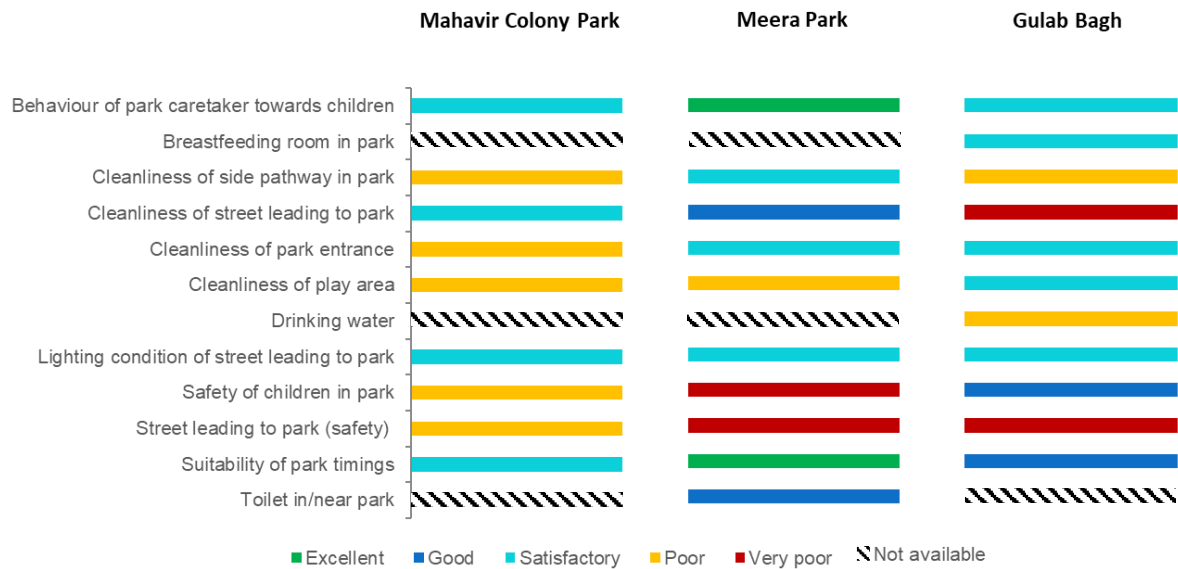 Mahavir Colony Park Meera Park Gulab Bagh
Behaviour of park caretaker towards children
Breastfeeding room in park
Cleanliness of side pathway in park
Cleanliness of street leading to park
Cleanliness of park entrance
Cleanliness of play area
Drinking water
Lighting condition of street leading to park
Safety of children in park
Street leading to park (safety)
Suitability of park timings
Toilet in/near park
Excellent Good Satisfactory Poor Very poor Not available